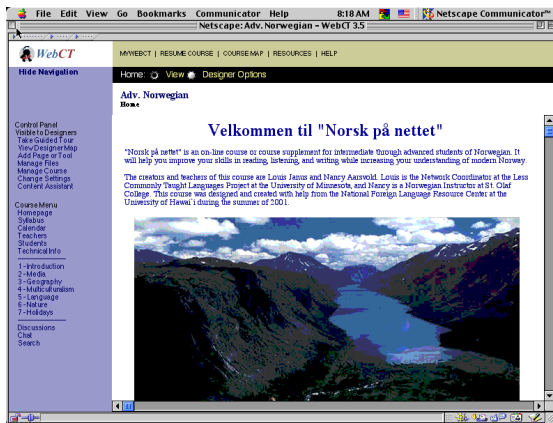 File Edit View Go Bookmarks Communicator Help 8:18 AM Netscape Communicator™
Netscape: Adv. Norwegian – WebCT 3.5
WebCT
MYWEBCT | RESUME COURSE | COURSE MAP | RESOURCES | HELP
Hide Navigation
Home: View Designer Options
Adv. Norwegian
Home
Control Panel
Visible to Designers
Take Guided Tour
View Designer Map
Add Page or Tool
Manage Files
Manage Course
Change Settings
Content Assistant
Course Menu
Homepage
Syllabus
Calendar
Teachers
Students
Technical Info
1-Introduction
2-Media
3-Geography
4-Multiculturalism
5-Language
6-Nature
7-Holidays
Discussions
Chat
Search
Velkommen til "Norsk på nettet"
"Norsk på nettet" is an on-line course or course supplement for intermediate through advanced students of Norwegian. It
will help you improve your skills in reading, listening, and writing while increasing your understanding of modern Norway.
The creators and teachers of this course are Louis Janus and Nancy Aarsvold. Louis is the Network Coordinator at the Less
Commonly Taught Languages Project at the University of Minnesota, and Nancy is a Norwegian Instructor at St. Olaf
College. This course was designed and created with help from the National Foreign Language Resource Center at the
University of Hawai`i during the summer of 2001.